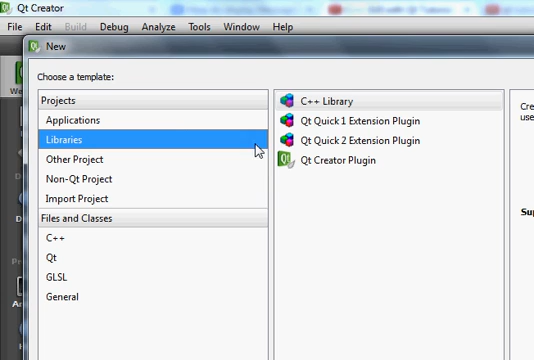 Qt Creator
File Edit Build Debug Analyze Tools Window Help
New
Choose a template:
Projects
Applications
Libraries
Other Project
Non-Qt Project
Import Project
Files and Classes
C++
Qt
GLSL
General
C++ Library
Qt Quick 1 Extension Plugin
Qt Quick 2 Extension Plugin
Qt Creator Plugin